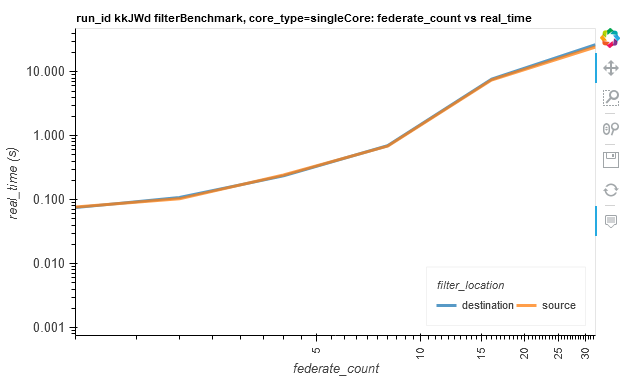 run_id kkJWd filterBenchmark, core_type=singleCore: federate_count vs real_time
10.000
1.000
0.100
0.010
0.001
real_time (s)
5
10
15
20
25
30
federate_count
filter_location
destination
source